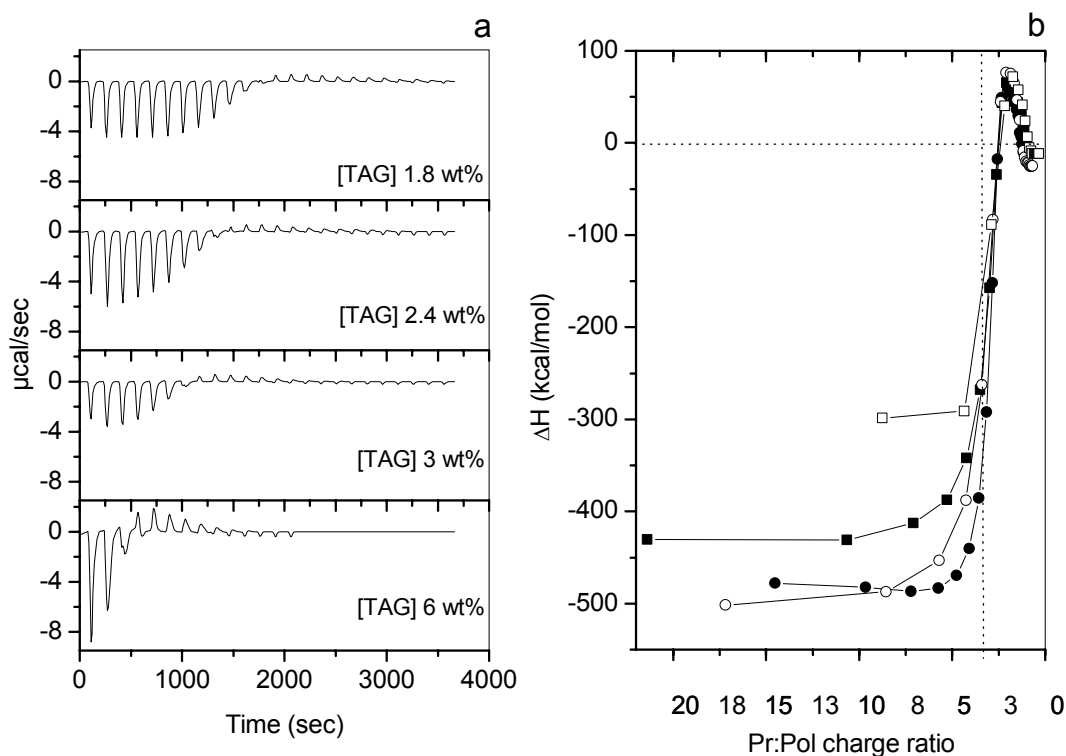 a
0
-4
-8
[TAG] 1.8 wt%
0
-4
-8
[TAG] 2.4 wt%
0
-4
-8
[TAG] 3 wt%
0
-4
-8
[TAG] 6 wt%
µcal/sec
0 1000 2000 3000 4000
Time (sec)
b
100
0
-100
-200
-300
-400
-500
ΔH (kcal/mol)
20 18 15 13 10 8 5 3 0
Pr:Pol charge ratio